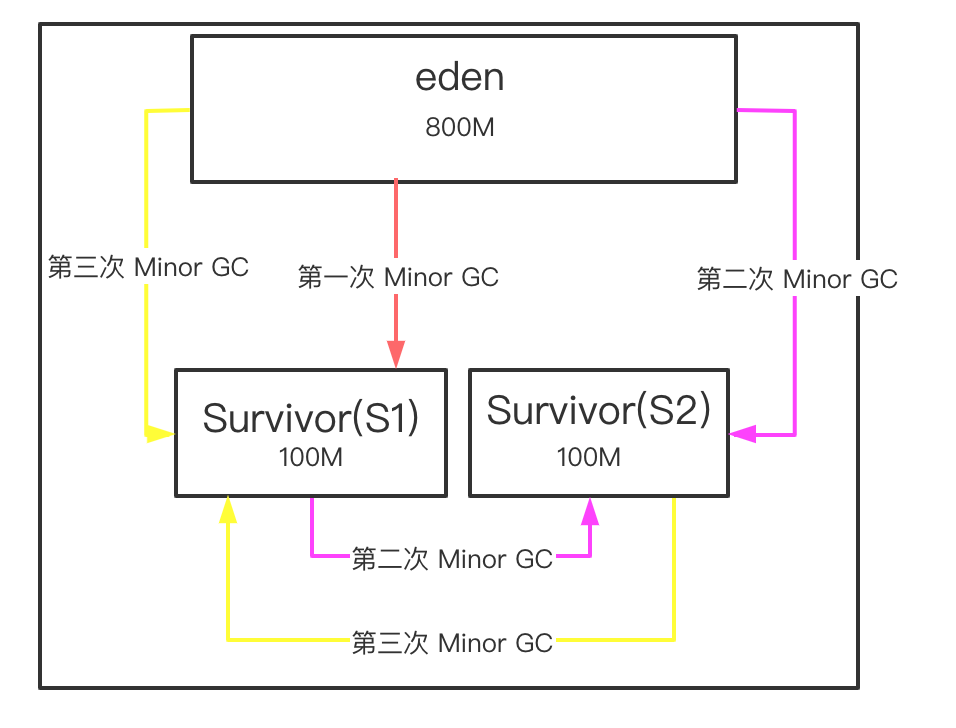 eden
800M
第三次 Minor GC
第一次 Minor GC
第二次 Minor GC
Survivor(S1)
100M
Survivor(S2)
100M
第二次 Minor GC
第三次 Minor GC